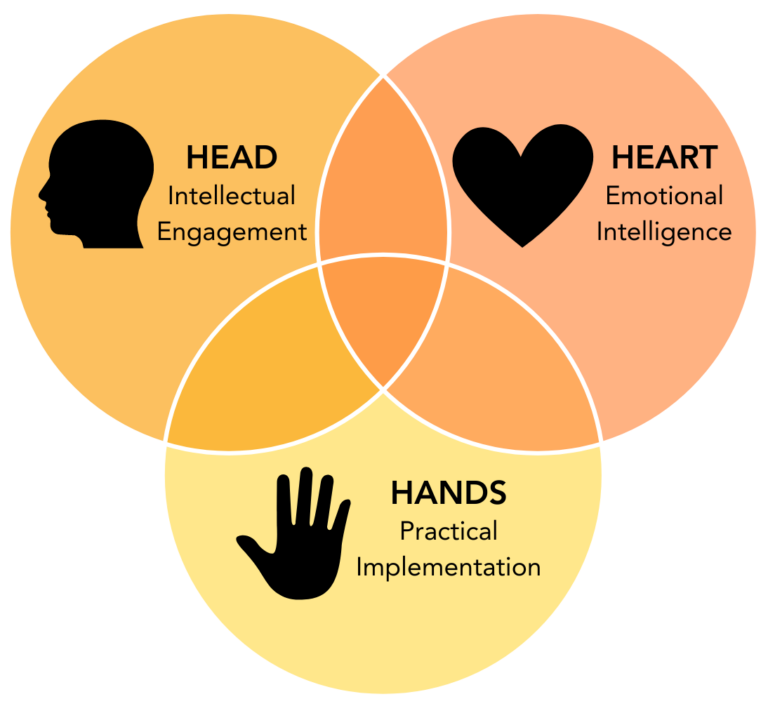 HEAD
Intellectual
Engagement
HEART
Emotional
Intelligence
HANDS
Practical
Implementation